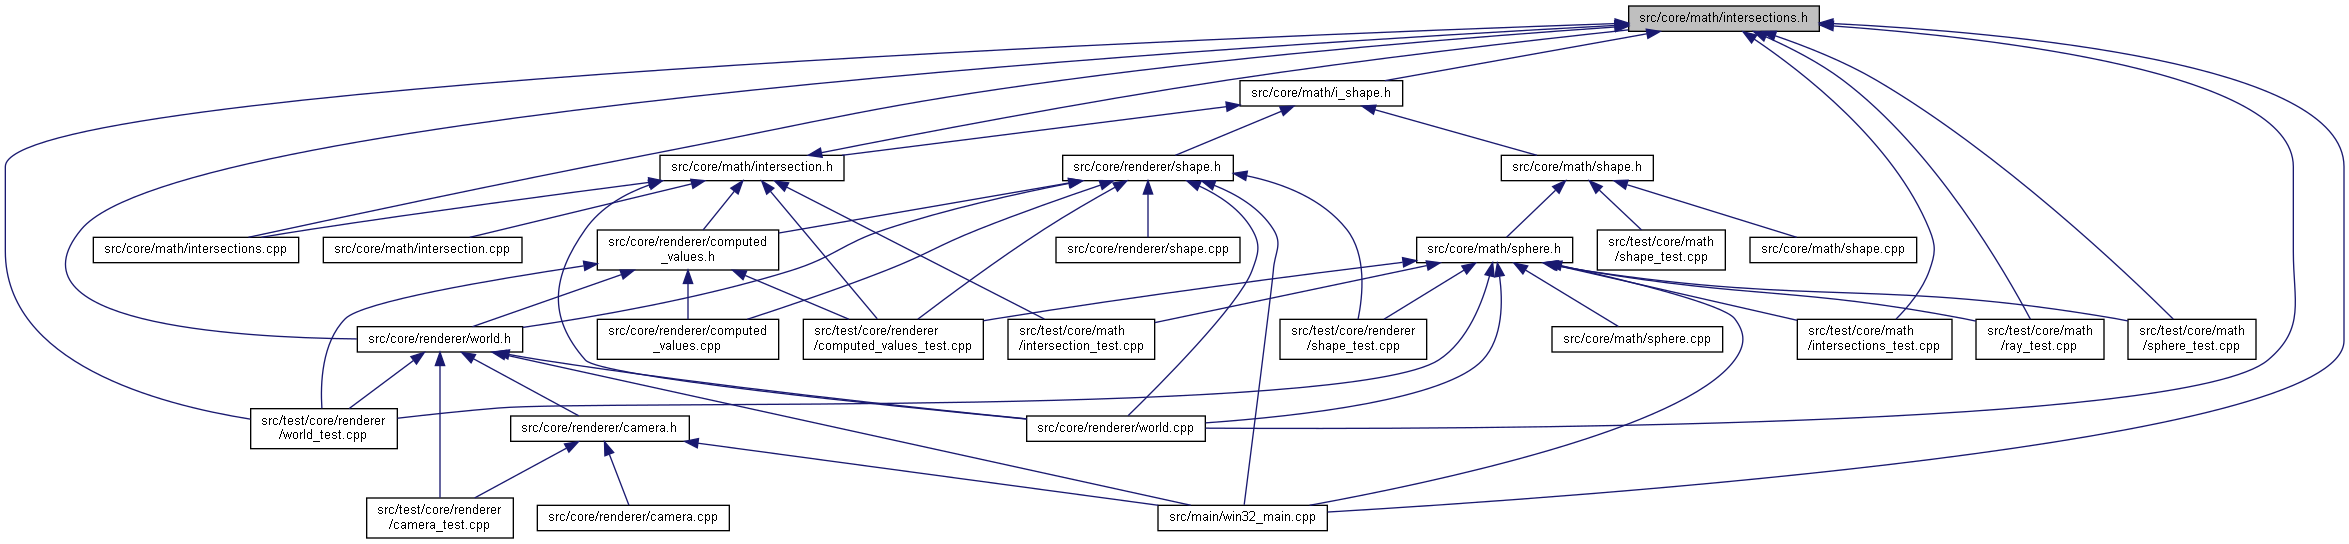 src/core/math/intersections.h
src/core/math/i_shape.h
src/core/math/intersection.h
src/core/renderer/shape.h
src/core/math/shape.h
src/core/math/intersections.cpp
src/core/math/intersection.cpp
src/core/renderer/computed
_values.h
src/core/renderer/shape.cpp
src/core/math/sphere.h
src/test/core/math
/shape_test.cpp
src/core/math/shape.cpp
src/core/renderer/world.h
src/core/renderer/computed
_values.cpp
src/test/core/renderer
/computed_values_test.cpp
src/test/core/math
/intersection_test.cpp
src/test/core/renderer
/shape_test.cpp
src/core/math/sphere.cpp
src/test/core/math
/intersections_test.cpp
src/test/core/math
/ray_test.cpp
src/test/core/math
/sphere_test.cpp
src/test/core/renderer
/world_test.cpp
src/core/renderer/camera.h
src/core/renderer/world.cpp
src/test/core/renderer
/camera_test.cpp
src/core/renderer/camera.cpp
src/main/win32_main.cpp